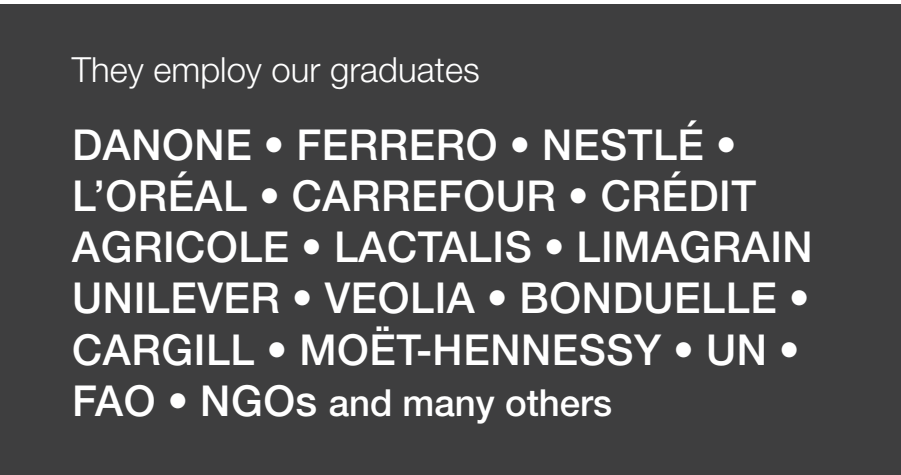 They employ our graduates
DANONE • FERRERO • NESTLÉ •
L’ORÉAL • CARREFOUR • CRÉDIT
AGRICOLE • LACTALIS • LIMAGRAIN
UNILEVER • VEOLIA • BONDUELLE •
CARGILL • MOËT-HENNESSY • UN •
FAO • NGOs and many others